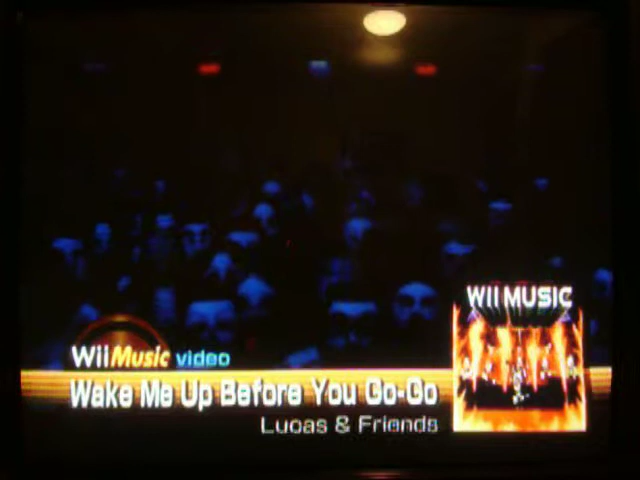 WII MUSIC
Wii Music video
Wake Me Up Before You Go-Go
Lucas & Friends